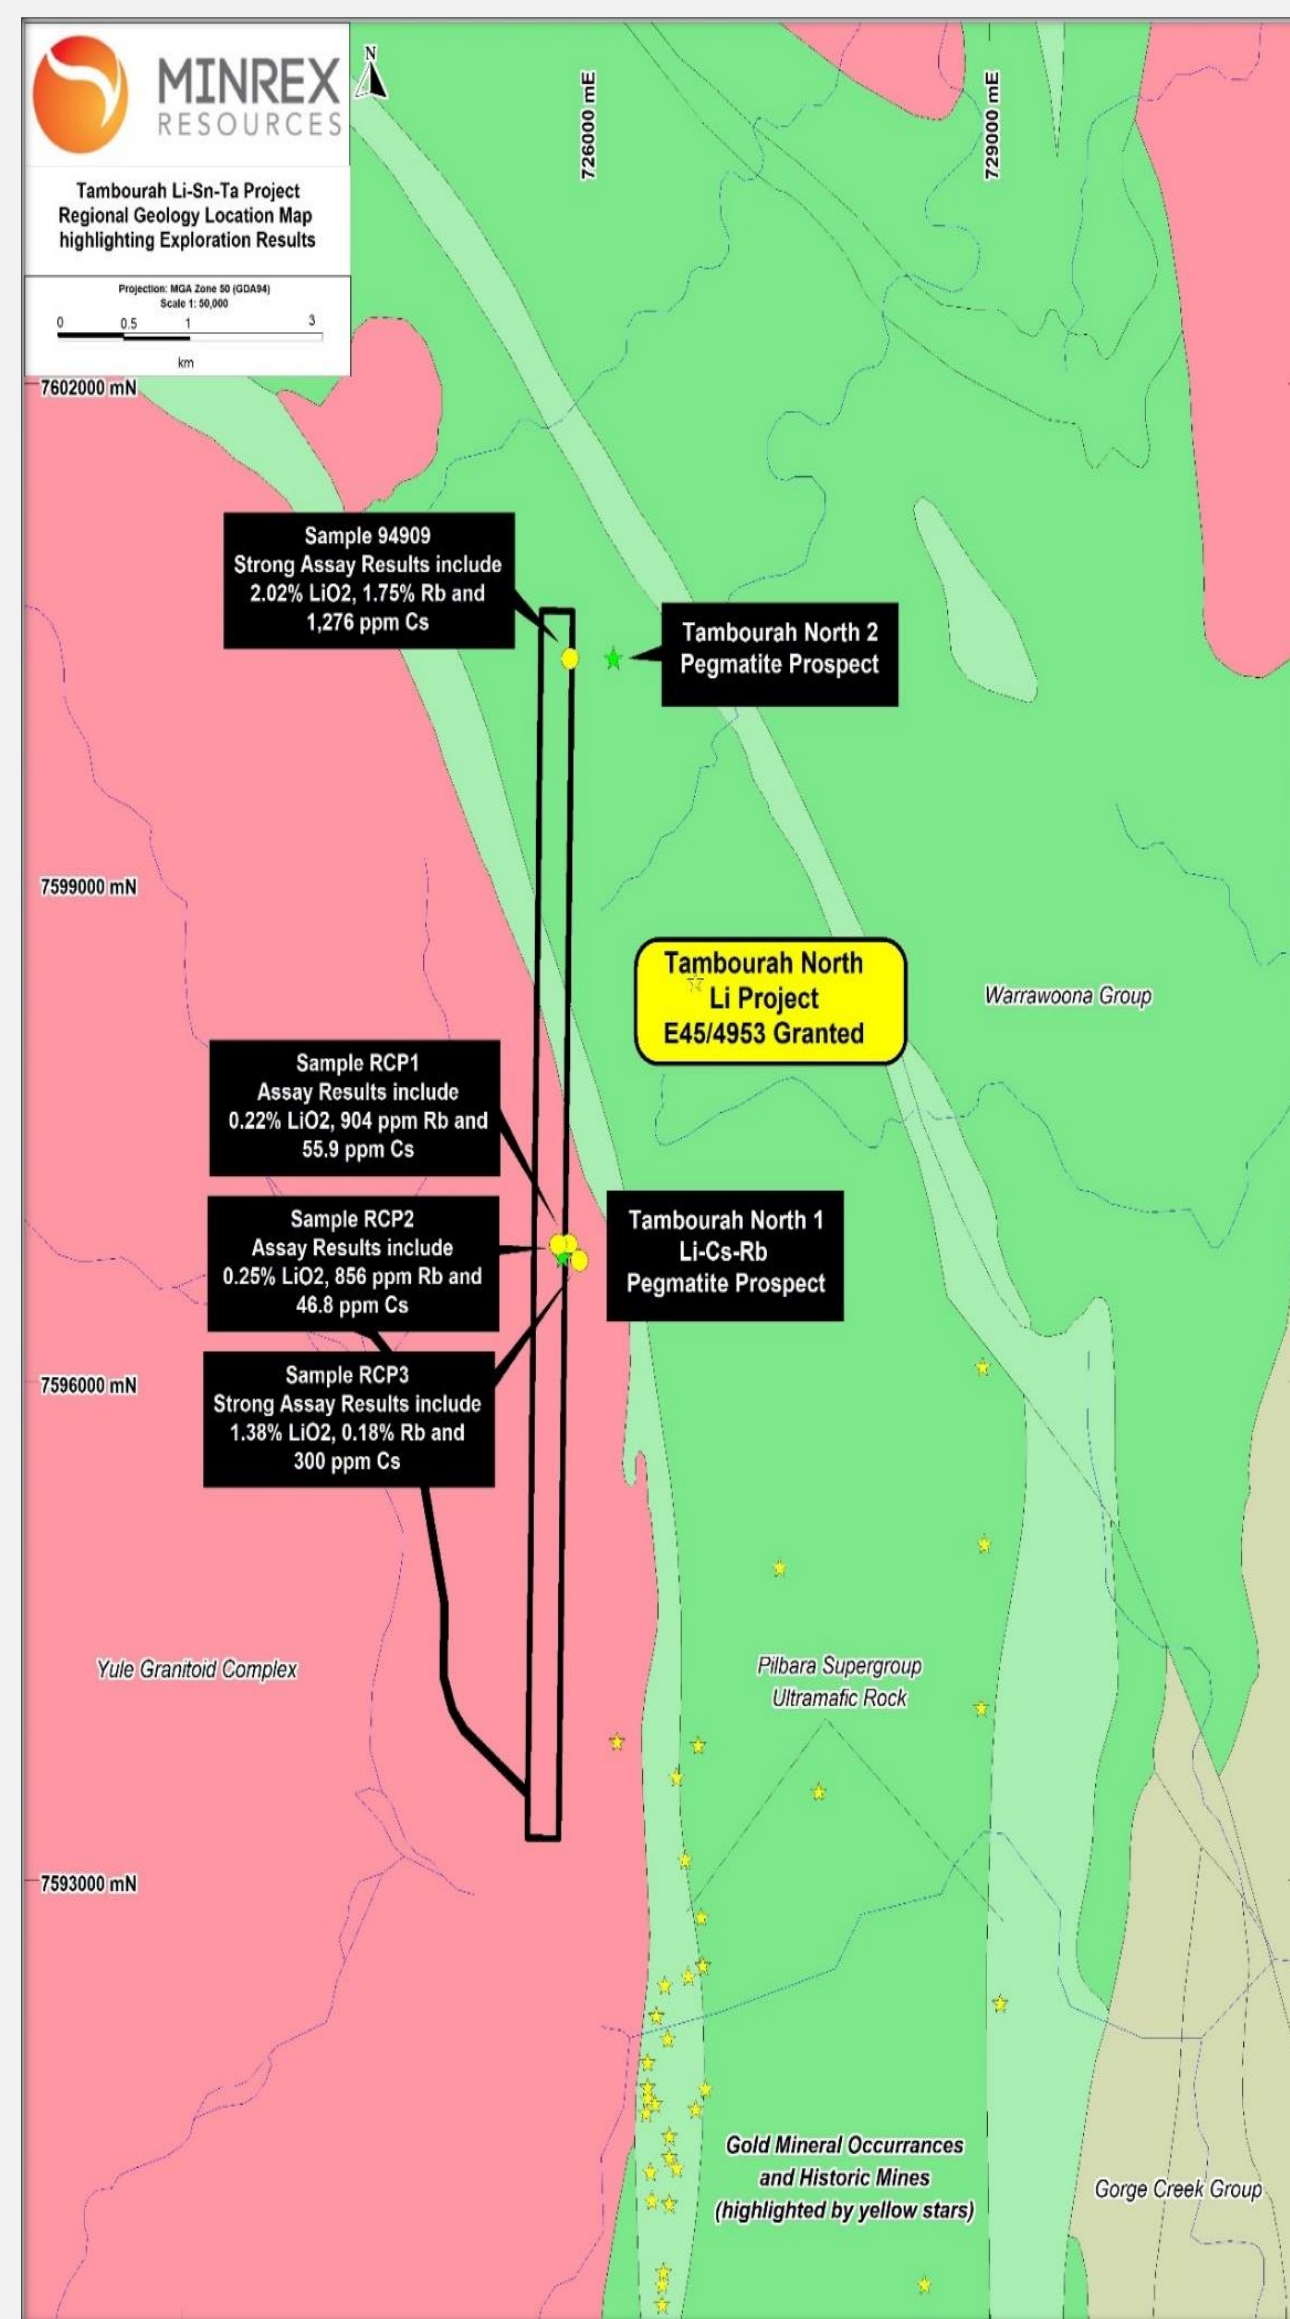 MINREX
RESOURCES
N
Tambourah Li-Sn-Ta Project
Regional Geology Location Map
highlighting Exploration Results
Projection: MGA Zone 50 (GDA94)
Scale 1: 50,000
0 0.5 1 3
km
726000 mE
729000 mE
7602000 mN
Sample 94909
Strong Assay Results include
2.02% LiO2, 1.75% Rb and
1,276 ppm Cs
Tambourah North 2
Pegmatite Prospect
7599000 mN
Tambourah North
Li Project
E45/4953 Granted
Warrawoona Group
Sample RCP1
Assay Results include
0.22% LiO2, 904 ppm Rb and
55.9 ppm Cs
Sample RCP2
Assay Results include
0.25% LiO2, 856 ppm Rb and
46.8 ppm Cs
Tambourah North 1
Li-Cs-Rb
Pegmatite Prospect
7596000 mN
Sample RCP3
Strong Assay Results include
1.38% LiO2, 0.18% Rb and
300 ppm Cs
Yule Granitoid Complex
Pilbara Supergroup
Ultramafic Rock
7593000 mN
Gold Mineral Occurrances
and Historic Mines
(highlighted by yellow stars)
Gorge Creek Group